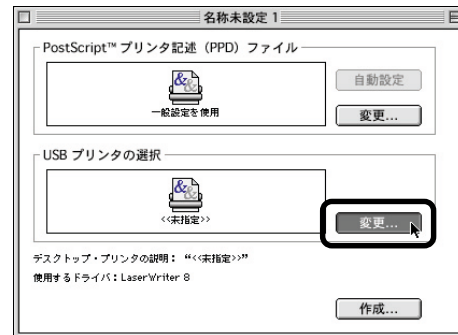 名称未設定 1
PostScript™ プリンタ記述（PPD）ファイル
自動設定
一般設定を使用
変更...
USB プリンタの選択
<<未指定>>
変更...
デスクトップ・プリンタの説明： “<<未指定>>”
使用するドライバ：LaserWriter 8
作成...